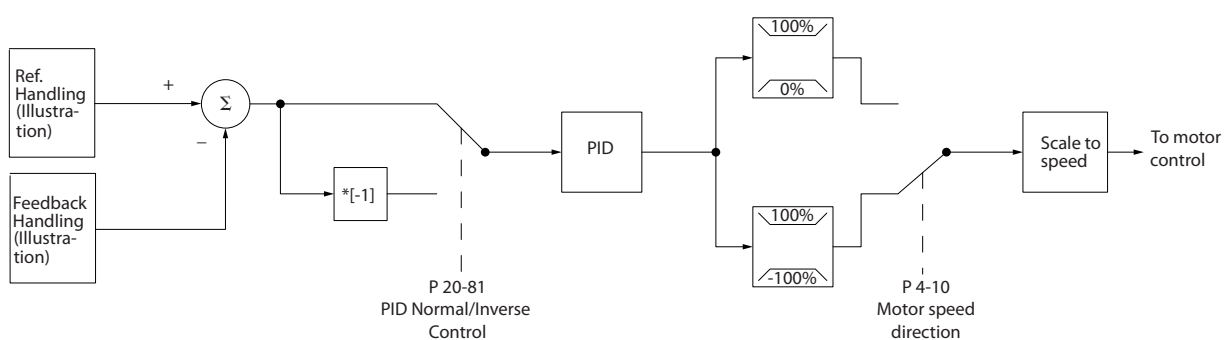 Ref.
Handling
(Illustra-
tion)
+
Σ
−
Feedback
Handling
(Illustra-
tion)
*[-1]
P 20-81
PID Normal/Inverse
Control
PID
100%
0%
100%
-100%
P 4-10
Motor speed
direction
Scale to
speed
To motor
control